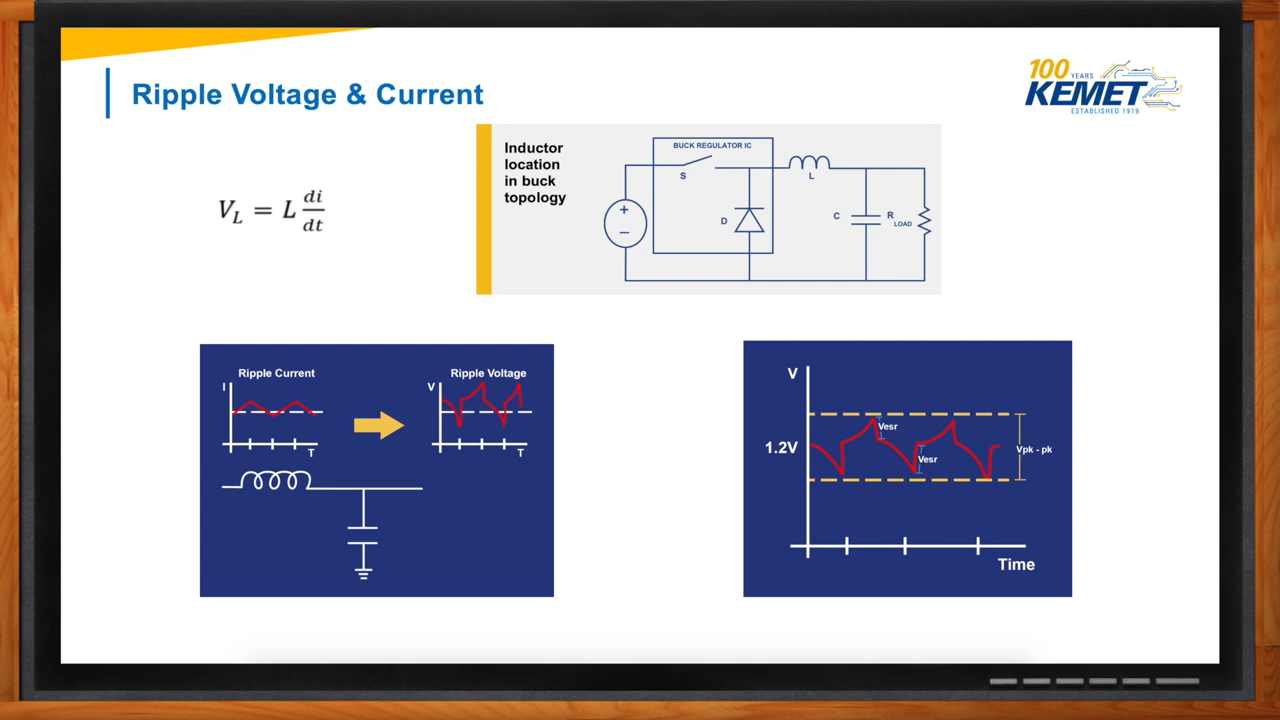 Ripple Voltage & Current
100 YEARS
KEMET
ESTABLISHED 1919
Inductor
location
in buck
topology
BUCK REGULATOR IC
S
L
+
−
D
C
R
LOAD
V_L = L di/dt
Ripple Current
I
T
Ripple Voltage
V
T
V
1.2V
Vesr
Vesr
Vpk - pk
Time